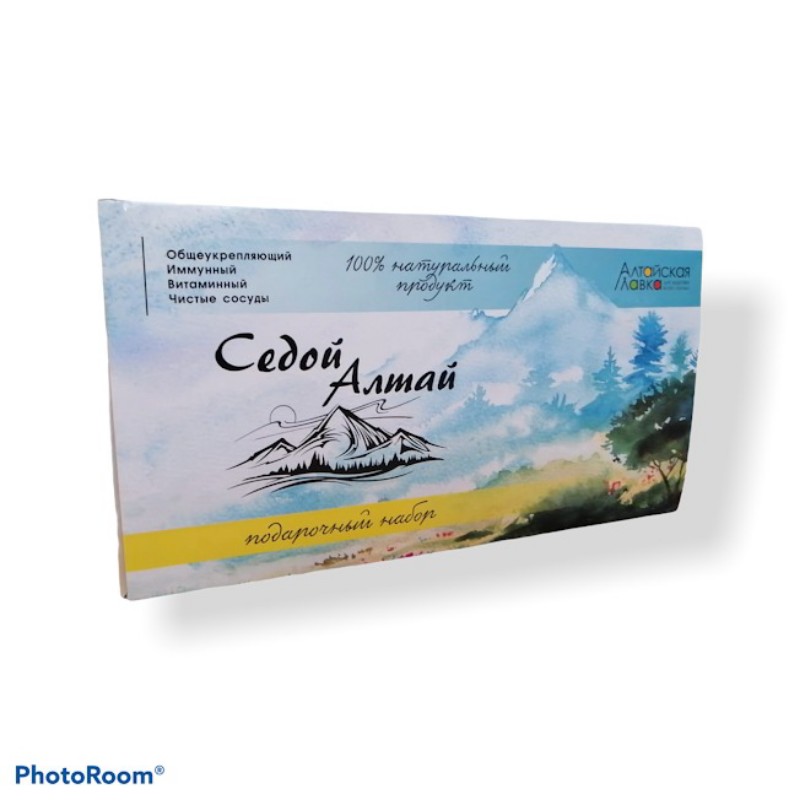 Общеукрепляющий
Иммунный
Витаминный
Чистые сосуды
100% натуральный
продукт
Алтайская
Лавка
Седой
Алтай
подарочный набор
PhotoRoom®